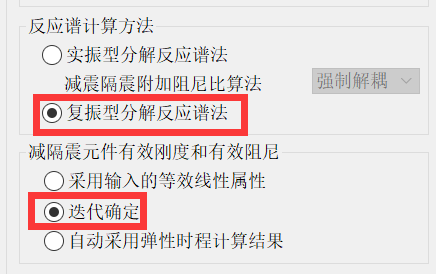 反应谱计算方法
实振型分解反应谱法
减震隔震附加阻尼比算法 强制解耦
复振型分解反应谱法
减隔震元件有效刚度和有效阻尼
采用输入的等效线性属性
迭代确定
自动采用弹性时程计算结果